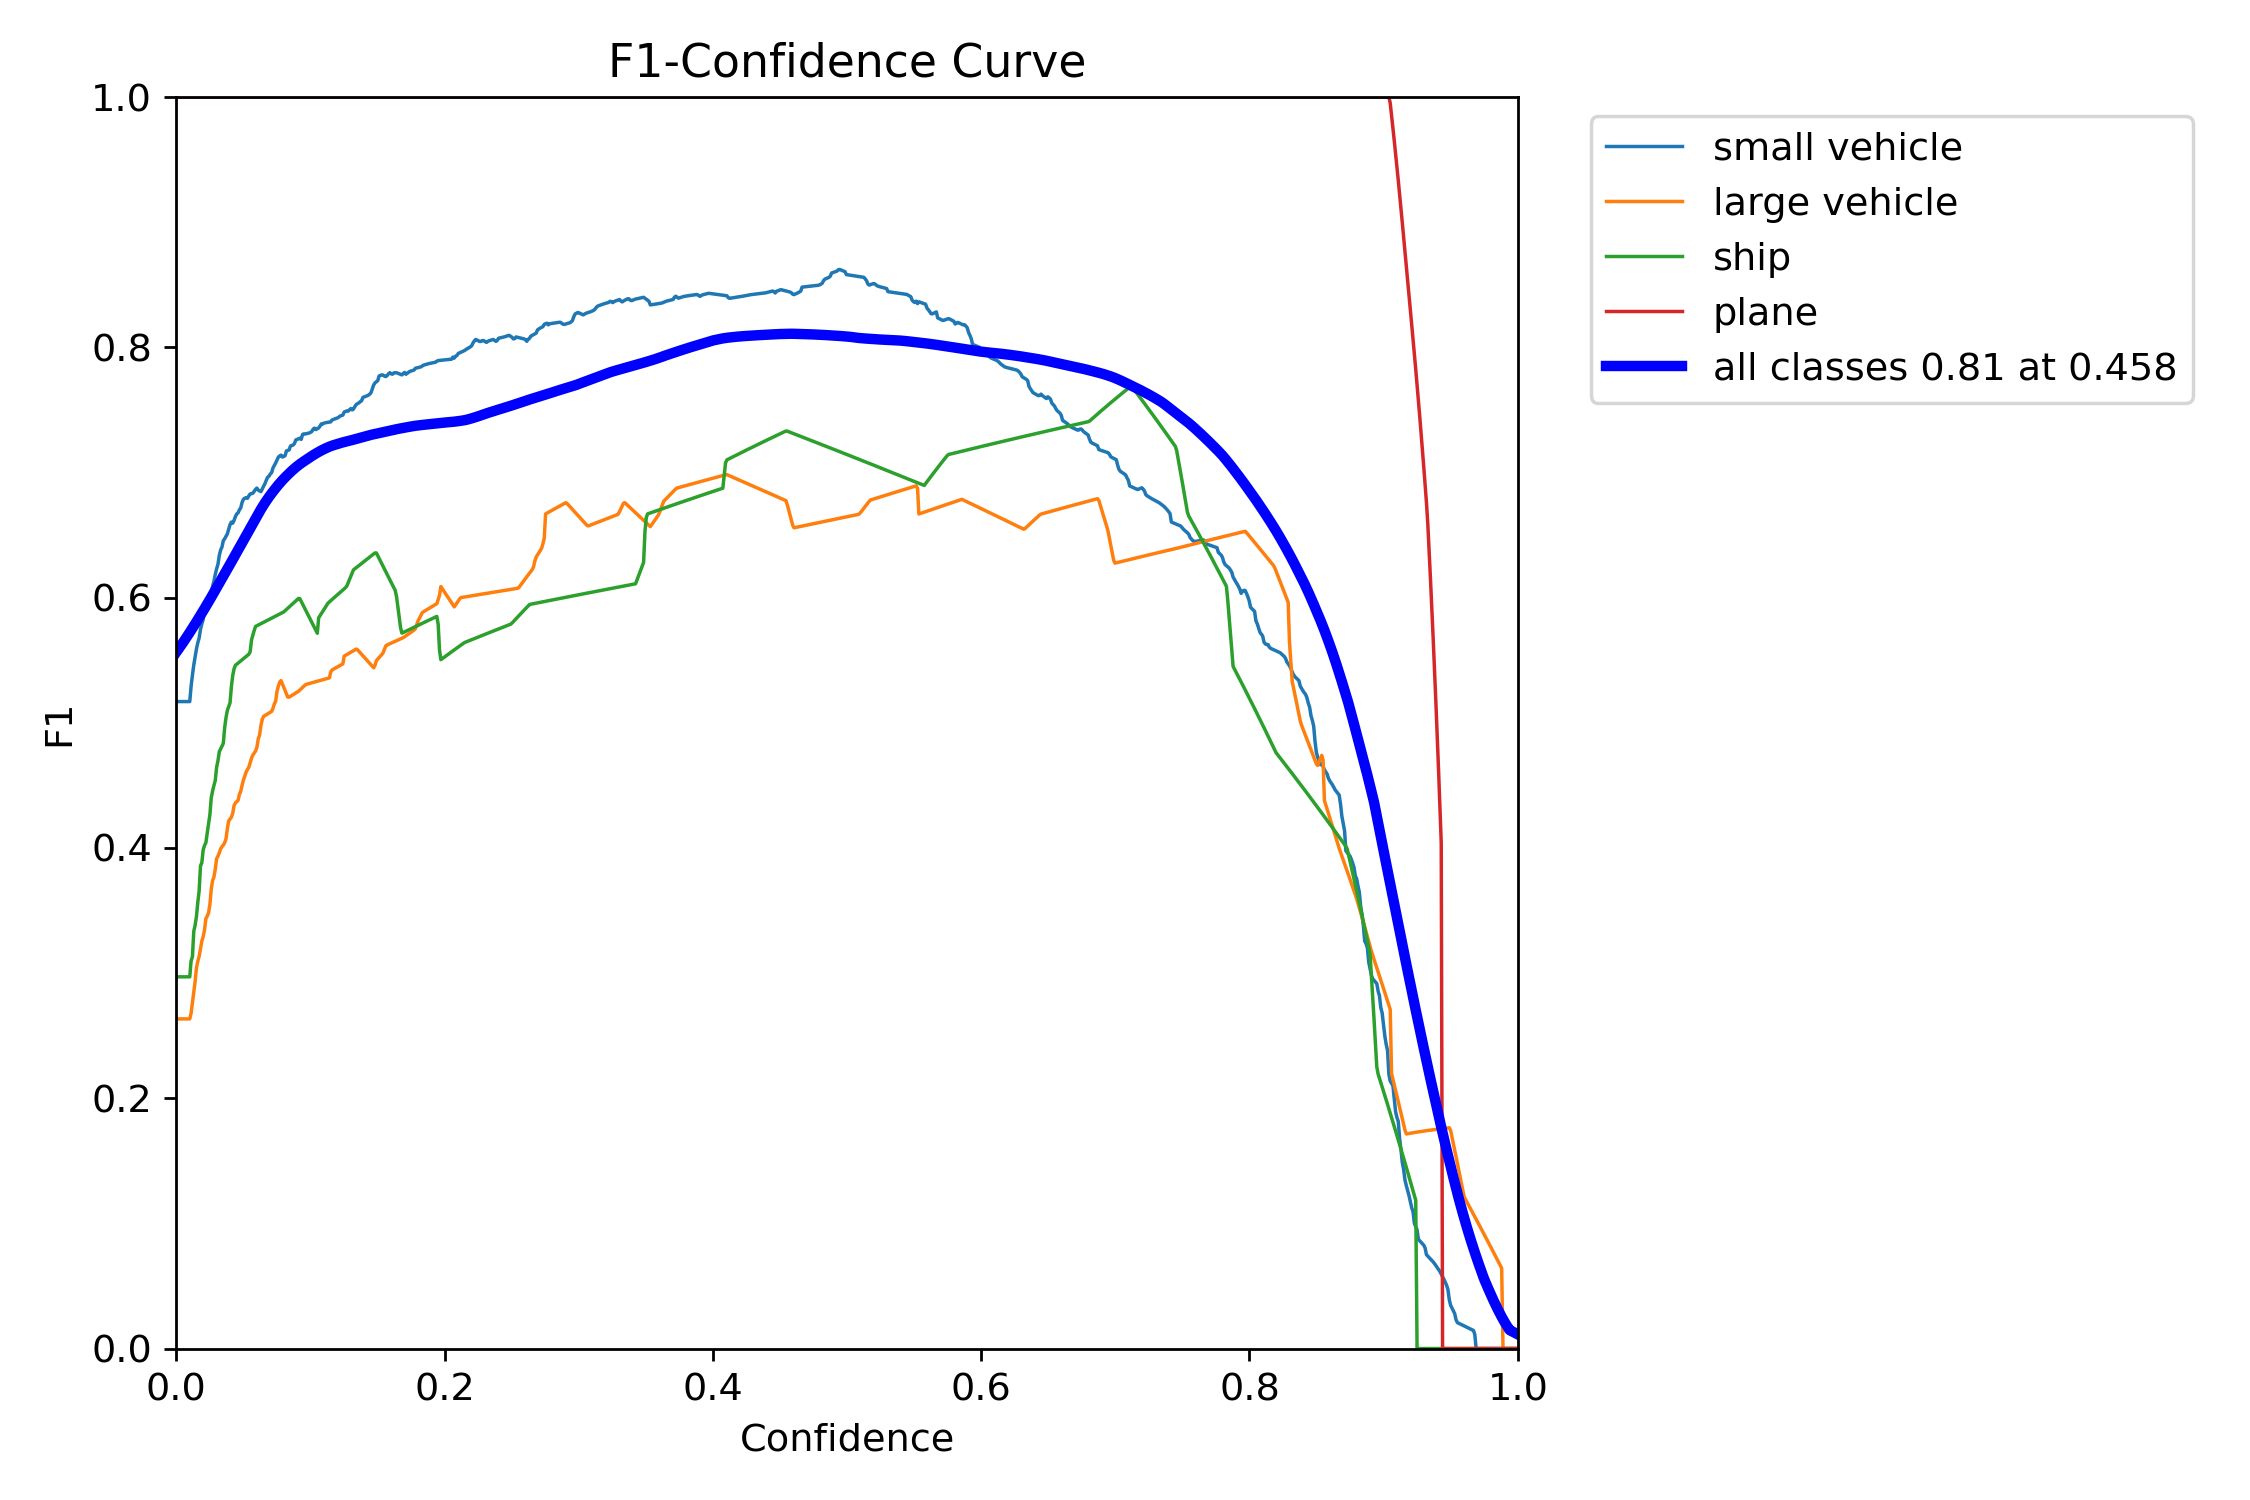 F1-Confidence Curve
1.0
0.8
0.6
0.4
0.2
0.0
F1
0.0 0.2 0.4 0.6 0.8 1.0
Confidence
small vehicle
large vehicle
ship
plane
all classes 0.81 at 0.458